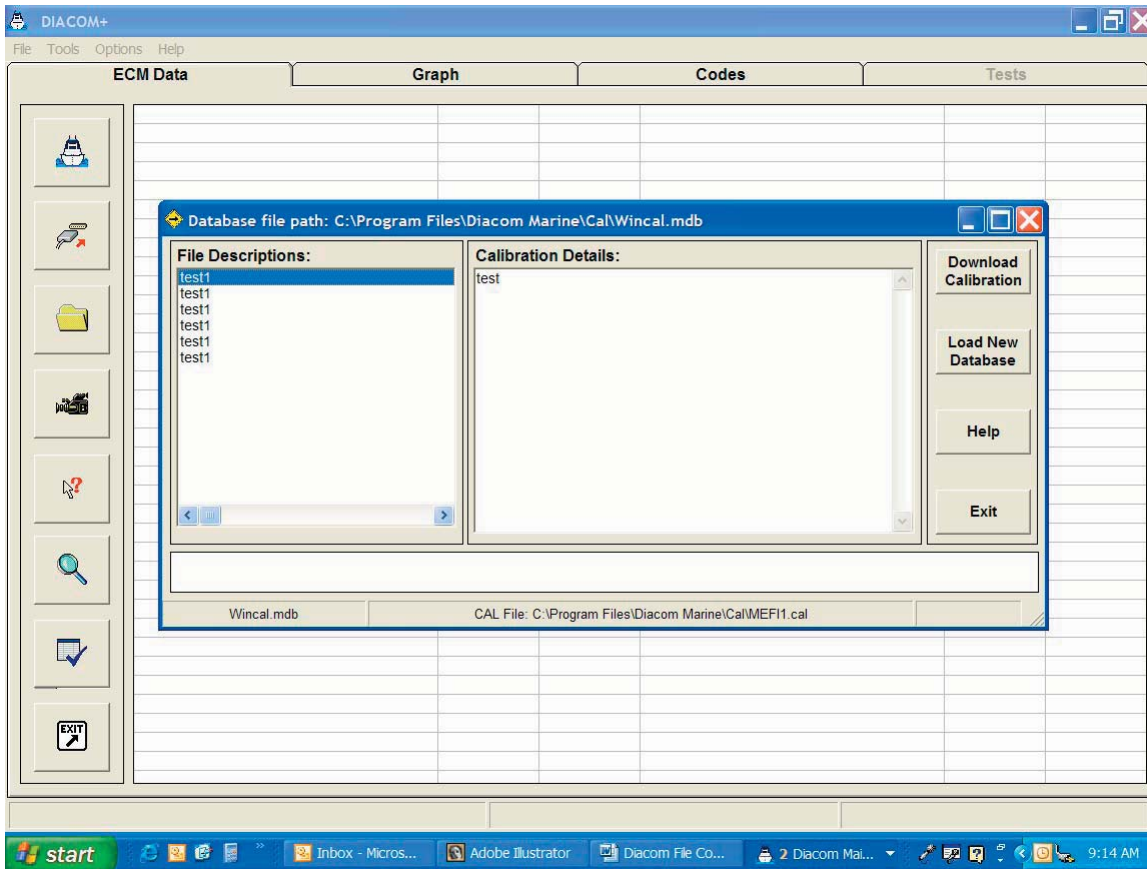 DIACOM+
File Tools Options Help
ECM Data Graph Codes Tests
Database file path: C:\Program Files\Diacom Marine\Cal\Wincal.mdb
File Descriptions:
test1
test1
test1
test1
test1
test1
Calibration Details:
test
Download Calibration
Load New Database
Help
Exit
Wincal.mdb
CAL File: C:\Program Files\Diacom Marine\Cal\MEFI1.cal
EXIT
start
Inbox - Micros...
Adobe Illustrator
Diacom File Co...
2 Diacom Mai...
9:14 AM